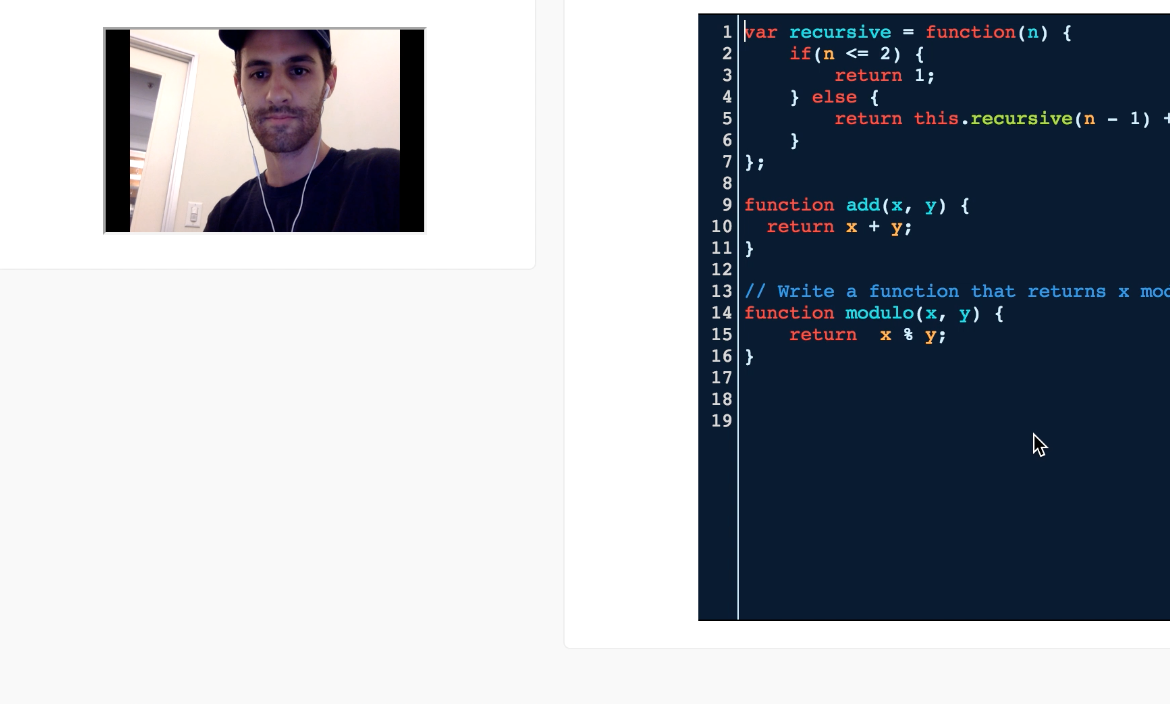 1 var recursive = function(n) {
2 if(n <= 2) {
3 return 1;
4 } else {
5 return this.recursive(n - 1) +
6 }
7 };
8
9 function add(x, y) {
10 return x + y;
11 }
12
13 // Write a function that returns x
14 function modulo(x, y) {
15 return x % y;
16 }
17
18
19